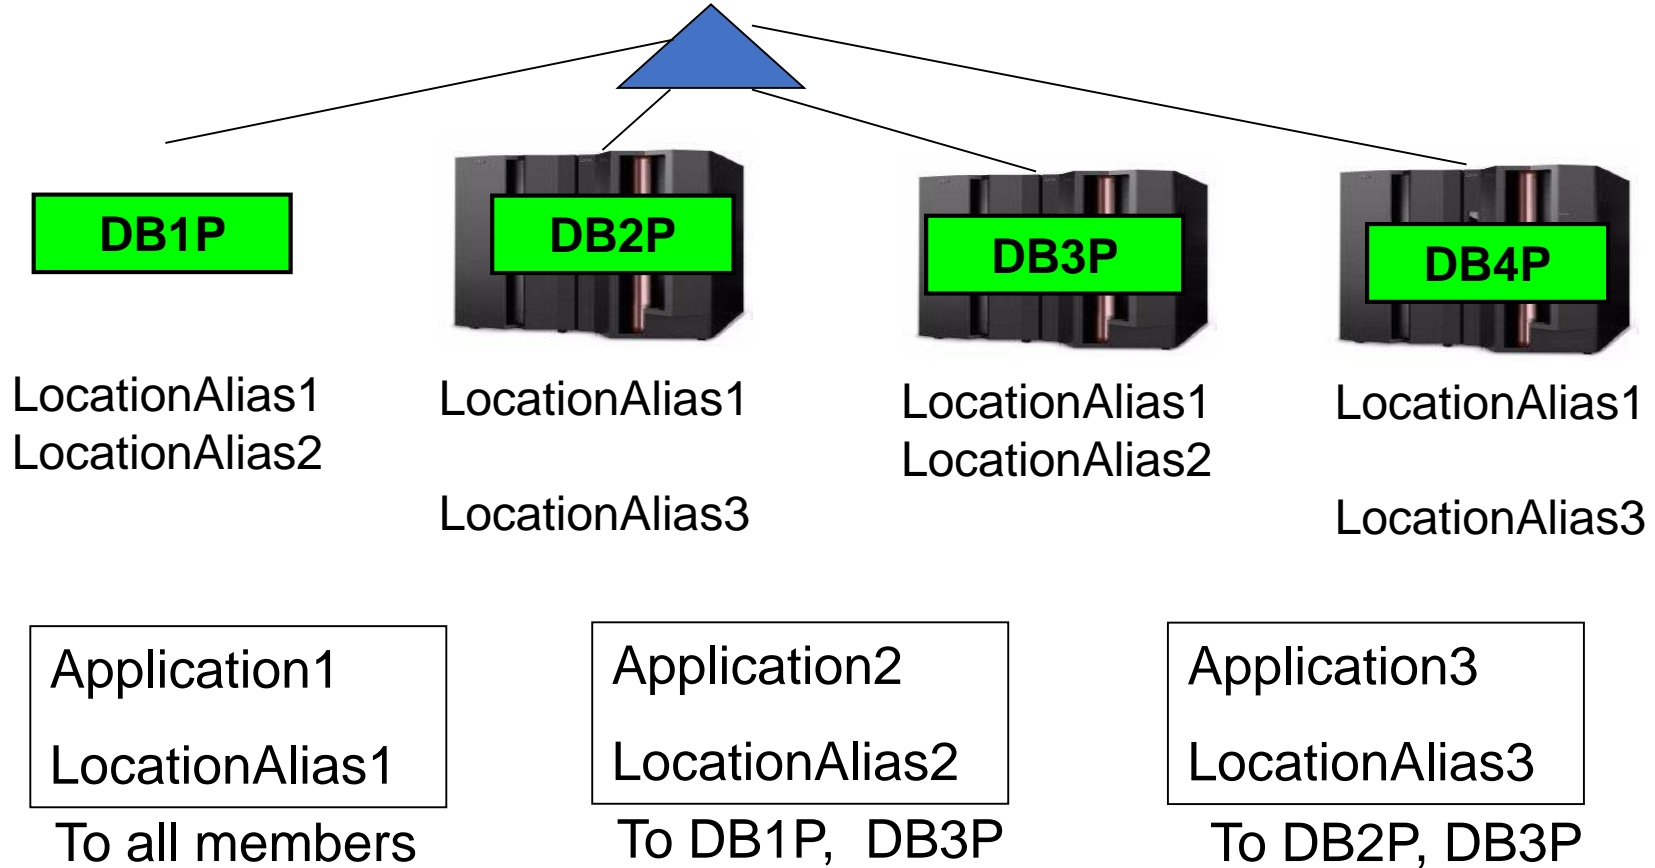 DB1P
DB2P
DB3P
DB4P
LocationAlias1
LocationAlias2
LocationAlias1
LocationAlias3
LocationAlias1
LocationAlias2
LocationAlias1
LocationAlias3
Application1
LocationAlias1
To all members
Application2
LocationAlias2
To DB1P, DB3P
Application3
LocationAlias3
To DB2P, DB3P